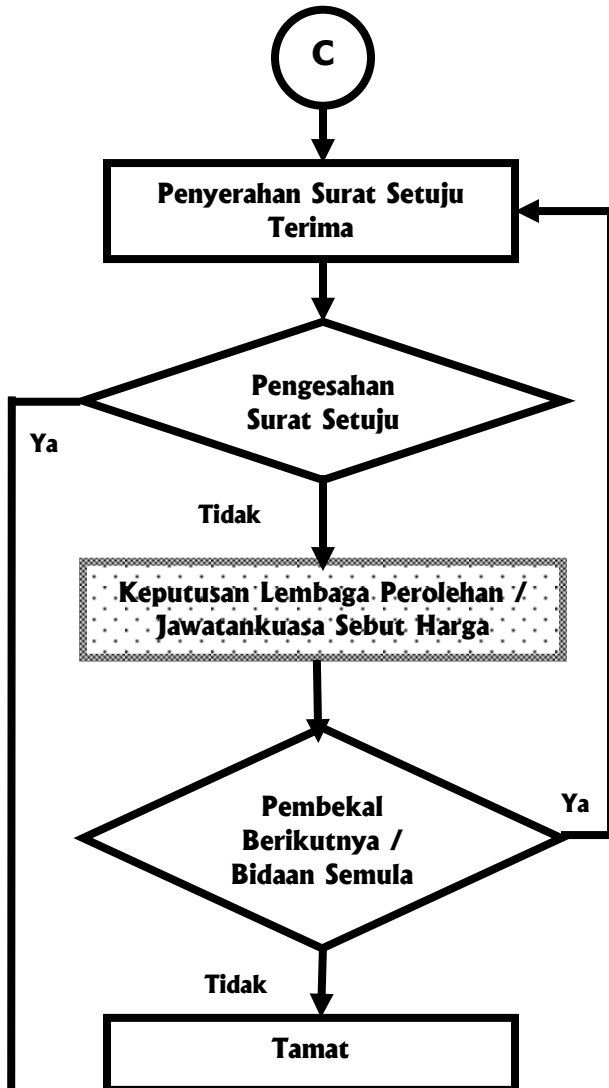 C
Penyerahan Surat Setuju
Terima
Pengesahan
Surat Setuju
Ya
Tidak
Keputusan Lembaga Perolehan /
Jawatankuasa Sebut Harga
Pembekal
Berikutnya /
Bidaan Semula
Ya
Tidak
Tamat